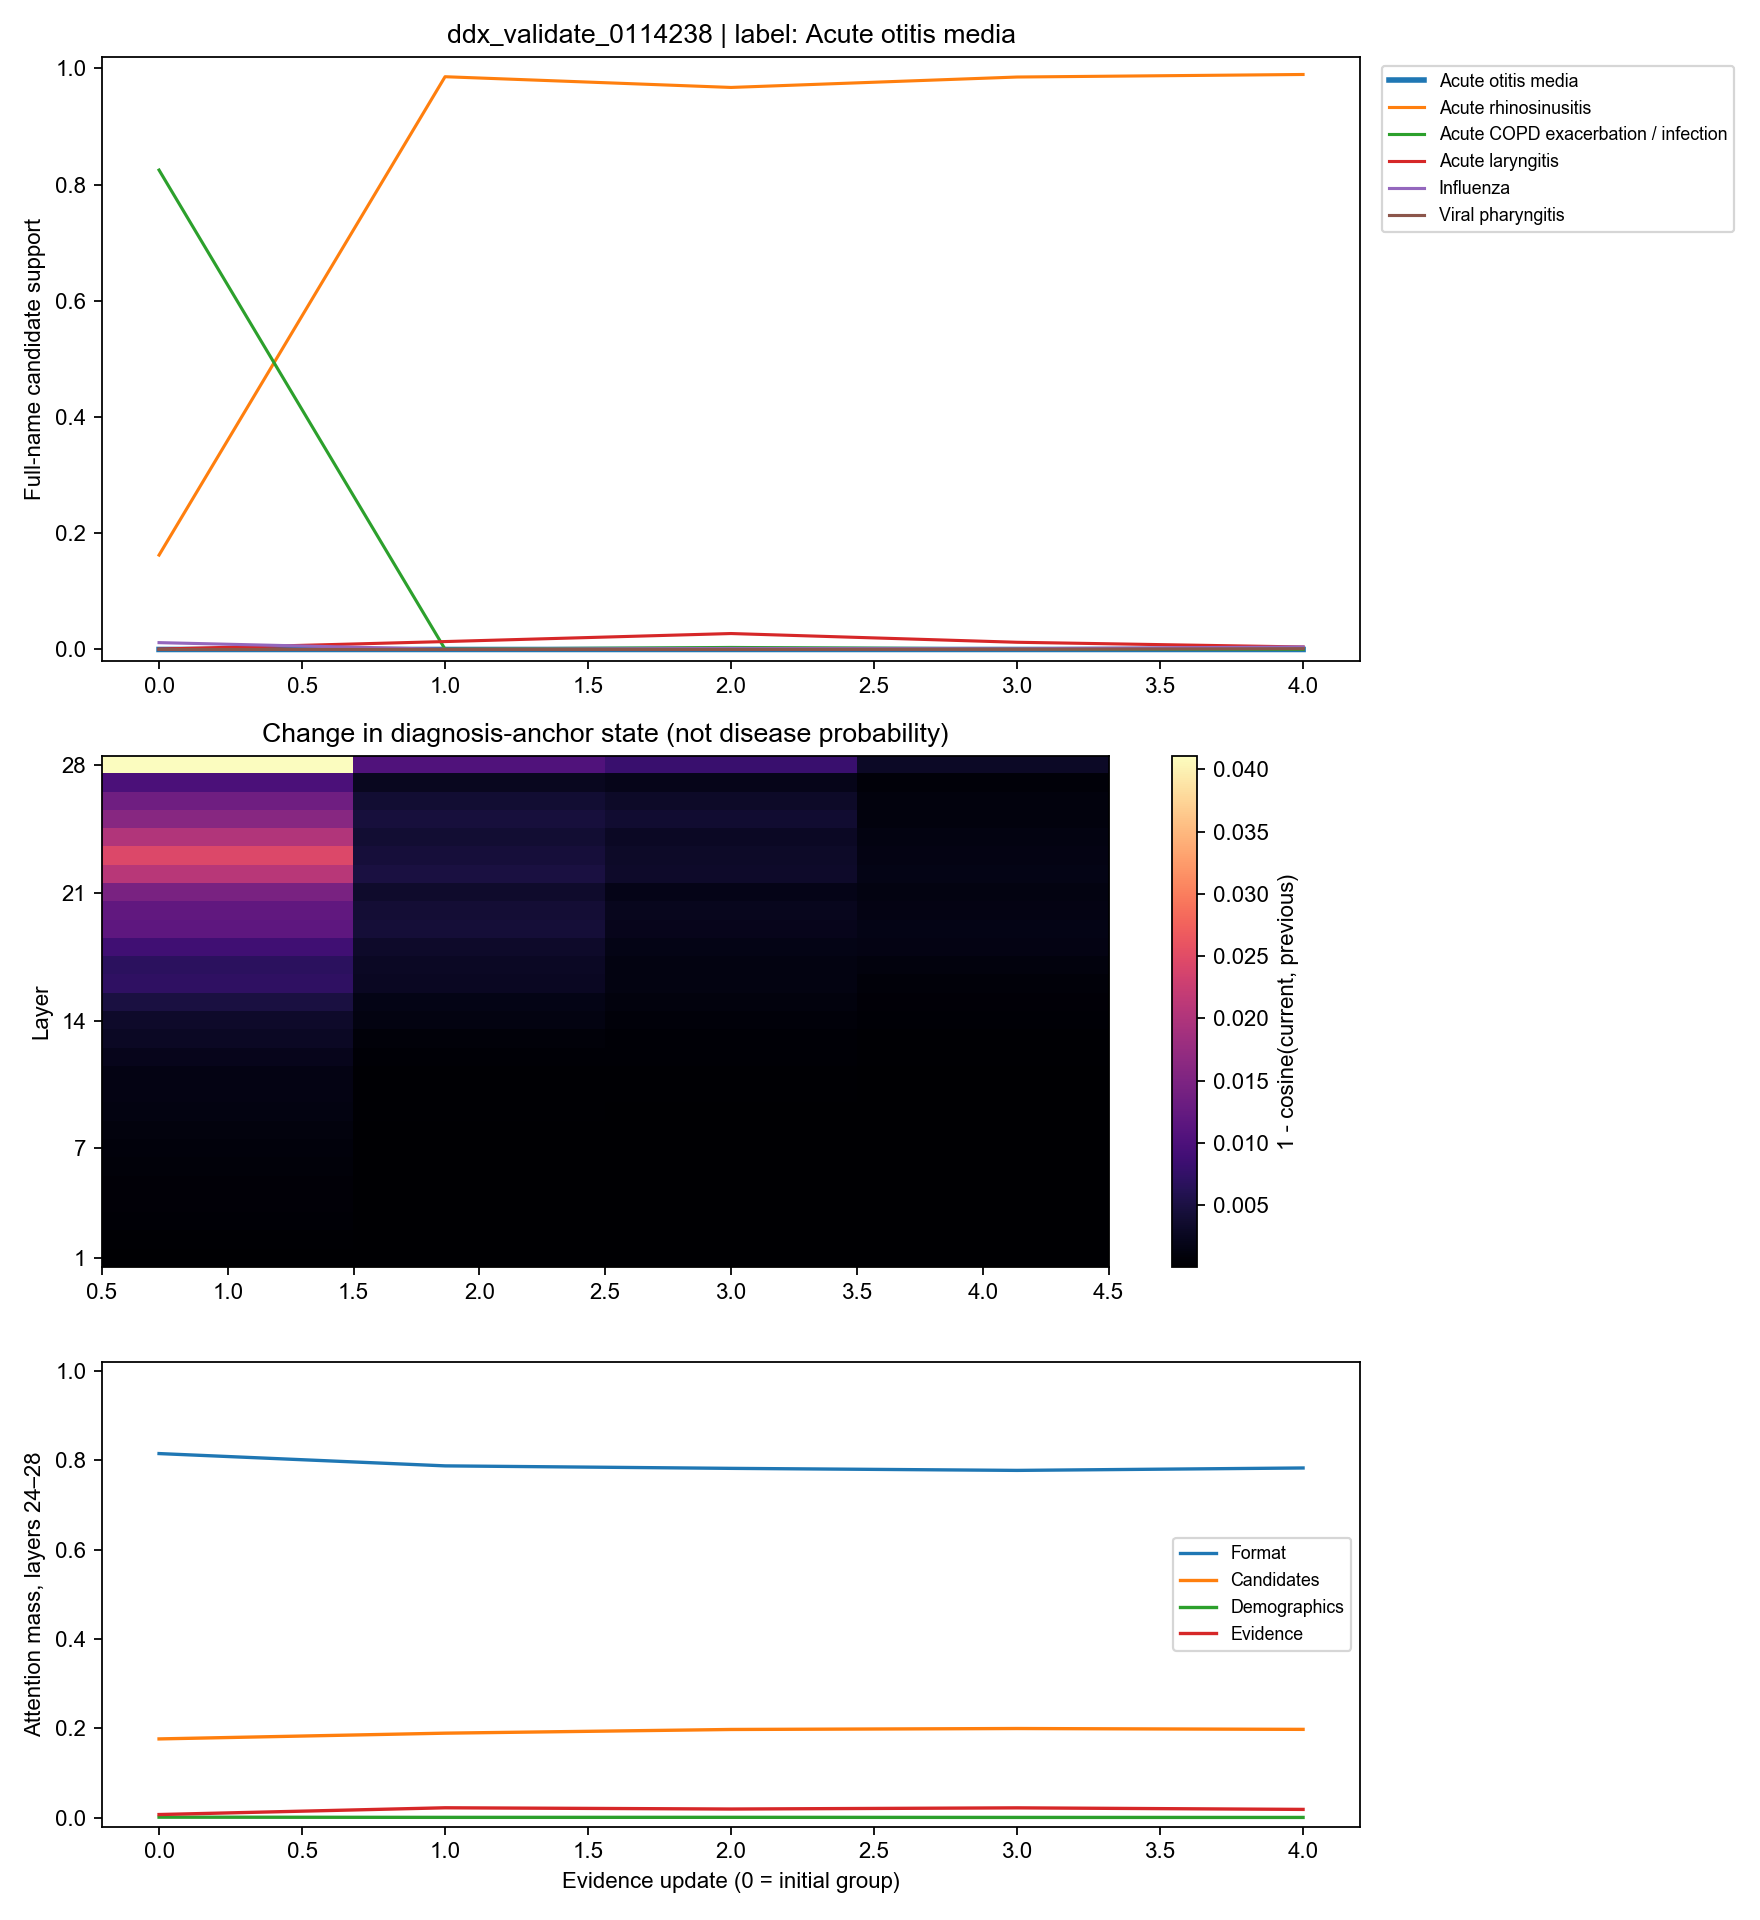 ddx_validate_0114238 | label: Acute otitis media
1.0
0.8
0.6
0.4
0.2
0.0
Full-name candidate support
0.0 0.5 1.0 1.5 2.0 2.5 3.0 3.5 4.0
Acute otitis media
Acute rhinosinusitis
Acute COPD exacerbation / infection
Acute laryngitis
Influenza
Viral pharyngitis
Change in diagnosis-anchor state (not disease probability)
28
21
14
7
1
Layer
0.5 1.0 1.5 2.0 2.5 3.0 3.5 4.0 4.5
0.040
0.035
0.030
0.025
0.020
0.015
0.010
0.005
1 - cosine(current, previous)
1.0
0.8
0.6
0.4
0.2
0.0
Attention mass, layers 24–28
Format
Candidates
Demographics
Evidence
0.0 0.5 1.0 1.5 2.0 2.5 3.0 3.5 4.0
Evidence update (0 = initial group)